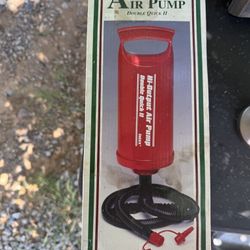 AIR PUMP
DOUBLE QUICK II
Hi-Output Air Pump
Double Quick II